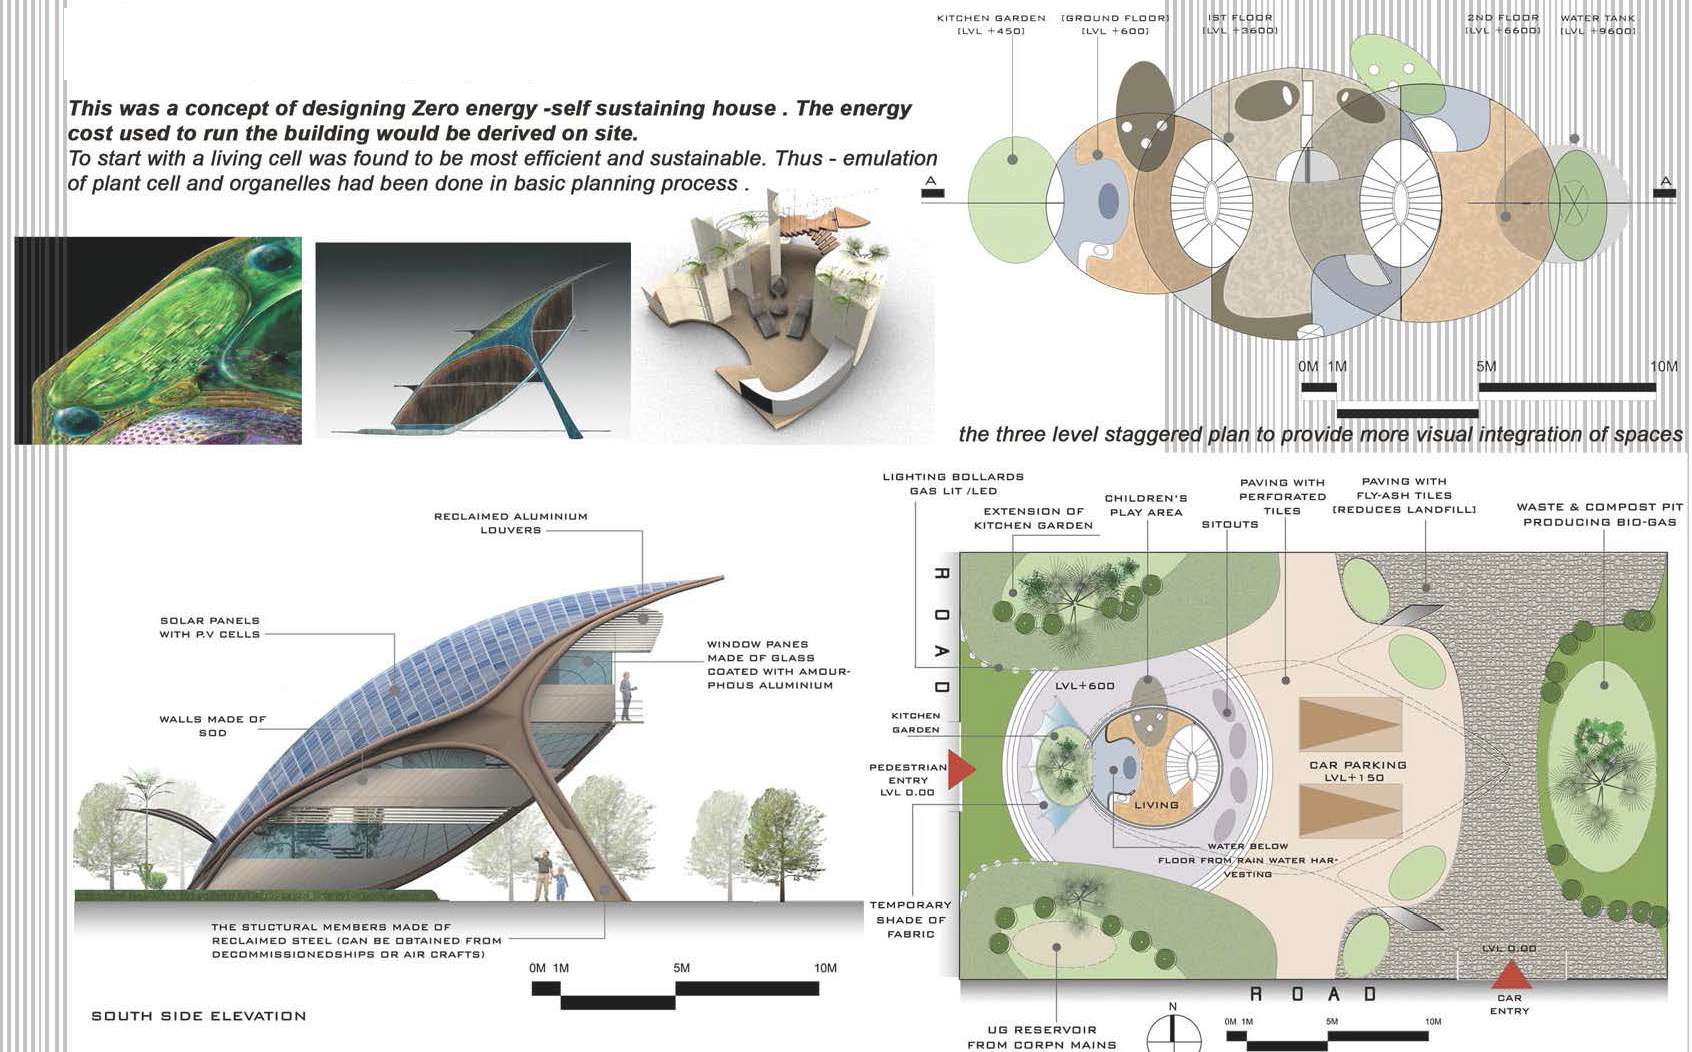 This was a concept of designing Zero energy -self sustaining house . The energy
cost used to run the building would be derived on site.
To start with a living cell was found to be most efficient and sustainable. Thus - emulation
of plant cell and organelles had been done in basic planning process .
KITCHEN GARDEN
[LVL +450]
[GROUND FLOOR]
[LVL +600]
1ST FLOOR
[LVL +3600]
2ND FLOOR
[LVL +6600]
WATER TANK
[LVL +9600]
A
A
0M 1M 5M 10M
the three level staggered plan to provide more visual integration of spaces
RECLAIMED ALUMINIUM
LOUVERS
SOLAR PANELS
WITH P.V CELLS
WINDOW PANES
MADE OF GLASS
COATED WITH AMOUR-
PHOUS ALUMINIUM
WALLS MADE OF
SOD
THE STUCTURAL MEMBERS MADE OF
RECLAIMED STEEL (CAN BE OBTAINED FROM
DECOMMISSIONEDSHIPS OR AIR CRAFTS)
0M 1M 5M 10M
SOUTH SIDE ELEVATION
LIGHTING BOLLARDS
GAS LIT /LED
EXTENSION OF
KITCHEN GARDEN
CHILDREN'S
PLAY AREA
SITOUTS
PAVING WITH
PERFORATED
TILES
PAVING WITH
FLY-ASH TILES
[REDUCES LANDFILL]
WASTE & COMPOST PIT
PRODUCING BIO-GAS
ROAD
LVL+600
KITCHEN
GARDEN
PEDESTRIAN
ENTRY
LVL 0.00
CAR PARKING
LVL+150
LIVING
WATER BELOW
FLOOR FROM RAIN WATER HAR-
VESTING
TEMPORARY
SHADE OF
FABRIC
LVL 0.00
ROAD
CAR
ENTRY
UG RESERVOIR
FROM CORPN MAINS
N
0M 1M 5M 10M